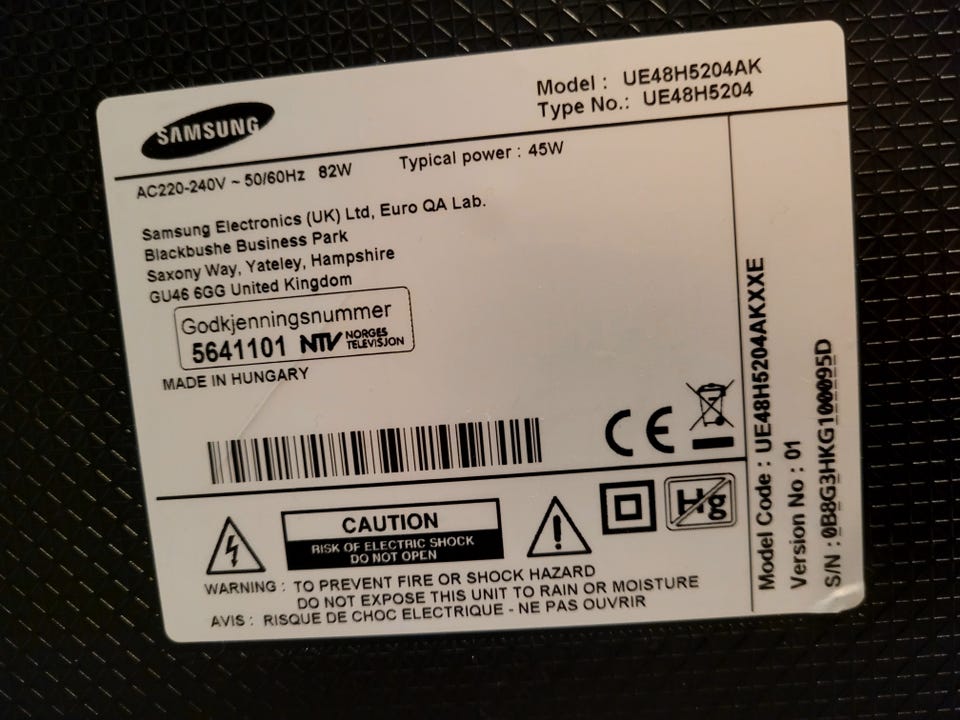 SAMSUNG
Model : UE48H5204AK
Type No.: UE48H5204
AC220-240V ~ 50/60Hz 82W Typical power : 45W
Samsung Electronics (UK) Ltd, Euro QA Lab.
Blackbushe Business Park
Saxony Way, Yateley, Hampshire
GU46 6GG United Kingdom
Godkjenningsnummer
5641101 NTV NORGES TELEVISJON
MADE IN HUNGARY
CE
CAUTION
RISK OF ELECTRIC SHOCK
DO NOT OPEN
Hg
WARNING : TO PREVENT FIRE OR SHOCK HAZARD
DO NOT EXPOSE THIS UNIT TO RAIN OR MOISTURE
AVIS : RISQUE DE CHOC ELECTRIQUE - NE PAS OUVRIR
Model Code : UE48H5204AKXXE
Version No : 01
S/N : 0B8G3HKG100095D